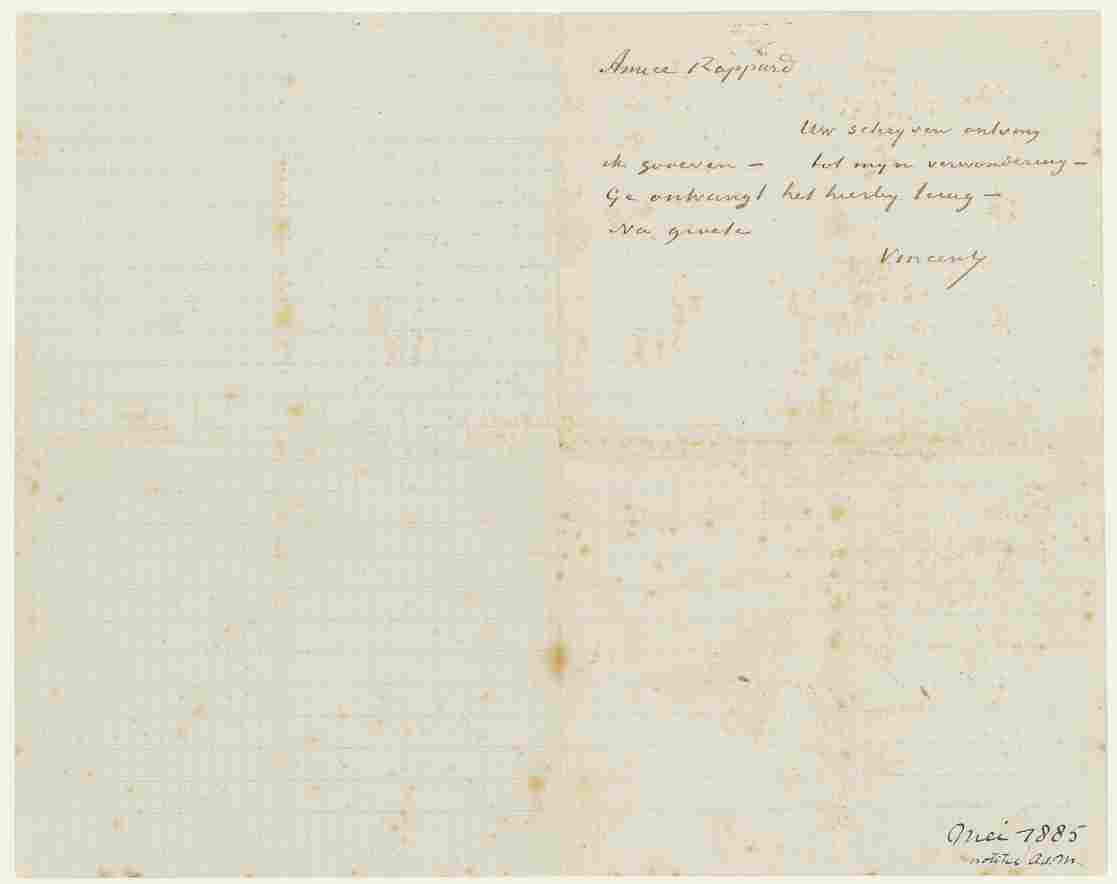 Amice Rappard
Uw schrijven ontving
ik zooeven – tot mijn verwondering –
Ge ontvangt het hierbij terug –
Na groete
Vincent
Mei 1885
notitie A.d.M.